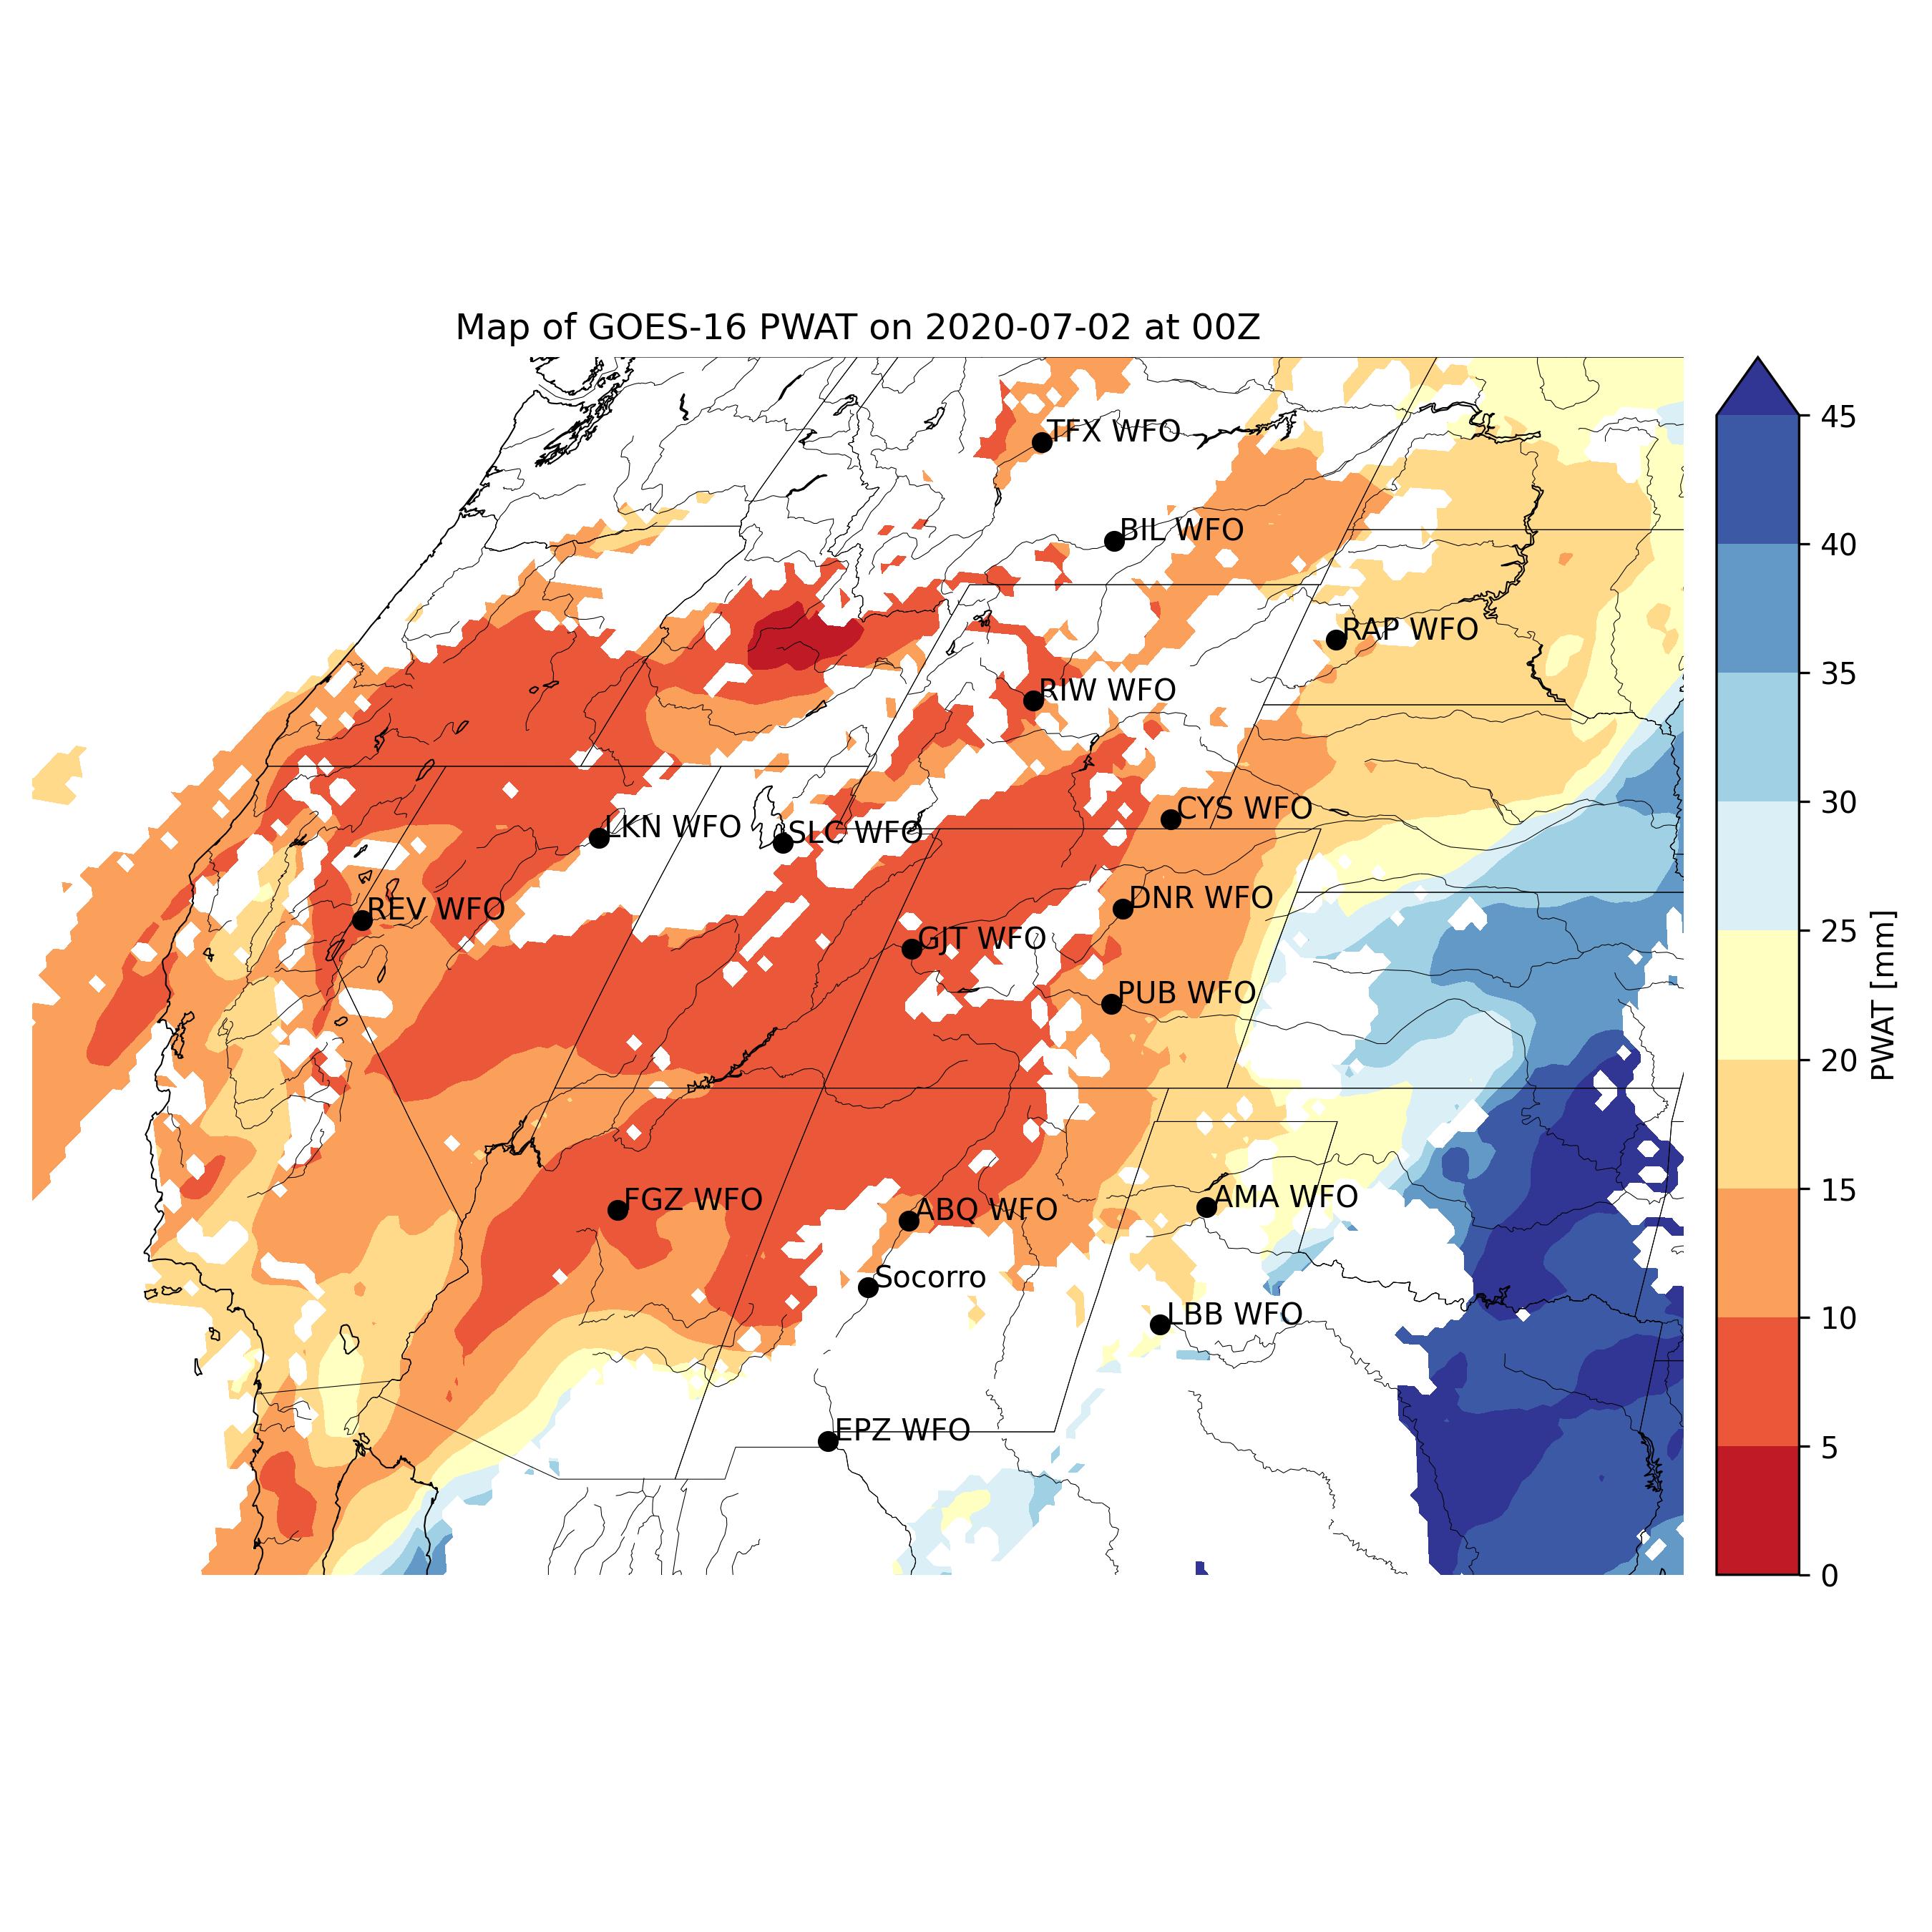 Map of GOES-16 PWAT on 2020-07-02 at 00Z
TFX WFO
BIL WFO
RAP WFO
RIW WFO
CYS WFO
LKN WFO
SLC WFO
DNR WFO
REV WFO
GJT WFO
PUB WFO
FGZ WFO
AMA WFO
ABQ WFO
Socorro
LBB WFO
EPZ WFO
45
40
35
30
25
20
15
10
5
0
PWAT [mm]